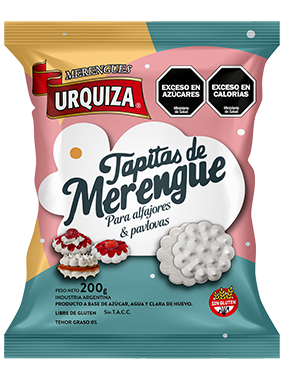 MERENGUES
URQUIZA®
EXCESO EN
AZÚCARES
Ministerio
de Salud
EXCESO EN
CALORÍAS
Ministerio
de Salud
Tapitas de
Merengue
Para alfajores
& pavlovas
PESO NETO 200g
INDUSTRIA ARGENTINA
PRODUCTO A BASE DE AZÚCAR, AGUA Y CLARA DE HUEVO.
LIBRE DE GLUTEN Sin T.A.C.C.
TENOR GRASO 0%
SIN GLUTEN